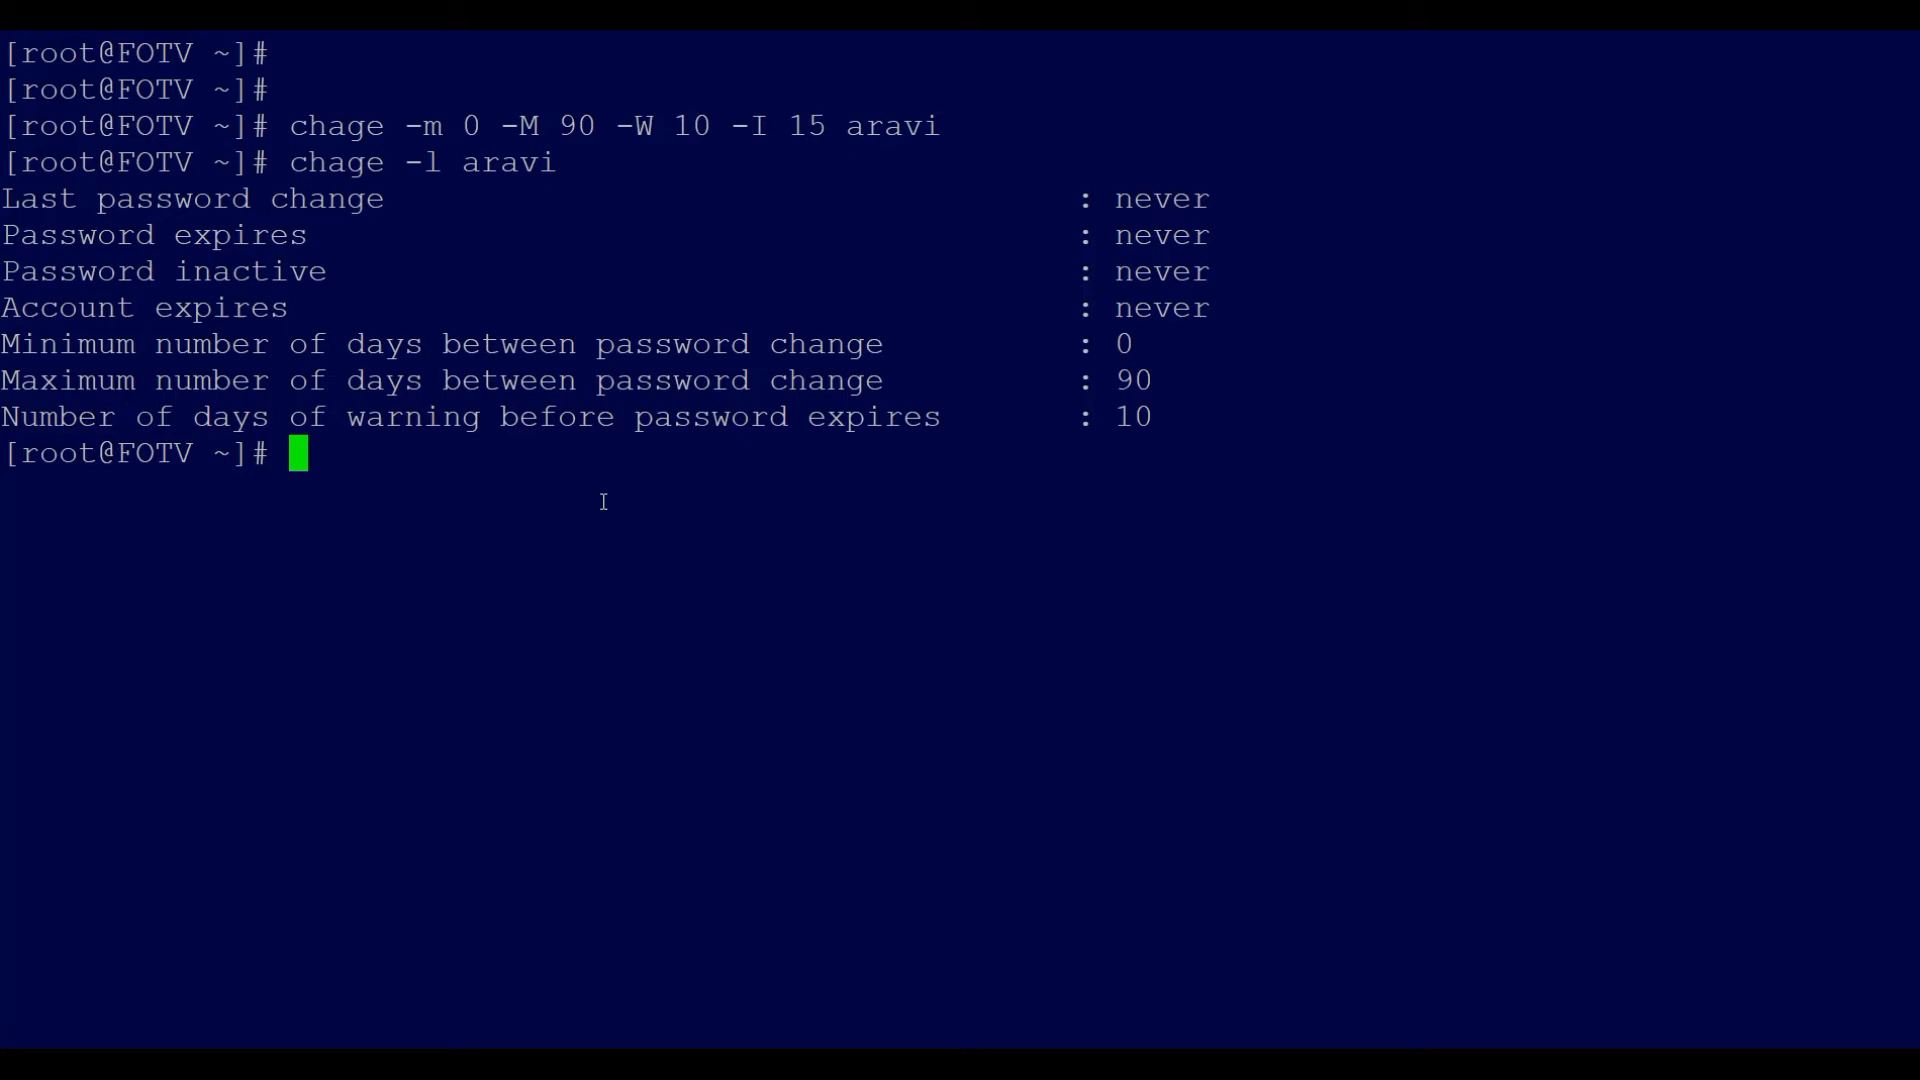 [root@FOTV ~]#
[root@FOTV ~]#
[root@FOTV ~]# chage -m 0 -M 90 -W 10 -I 15 aravi
[root@FOTV ~]# chage -l aravi
Last password change : never
Password expires : never
Password inactive : never
Account expires : never
Minimum number of days between password change : 0
Maximum number of days between password change : 90
Number of days of warning before password expires : 10
[root@FOTV ~]#